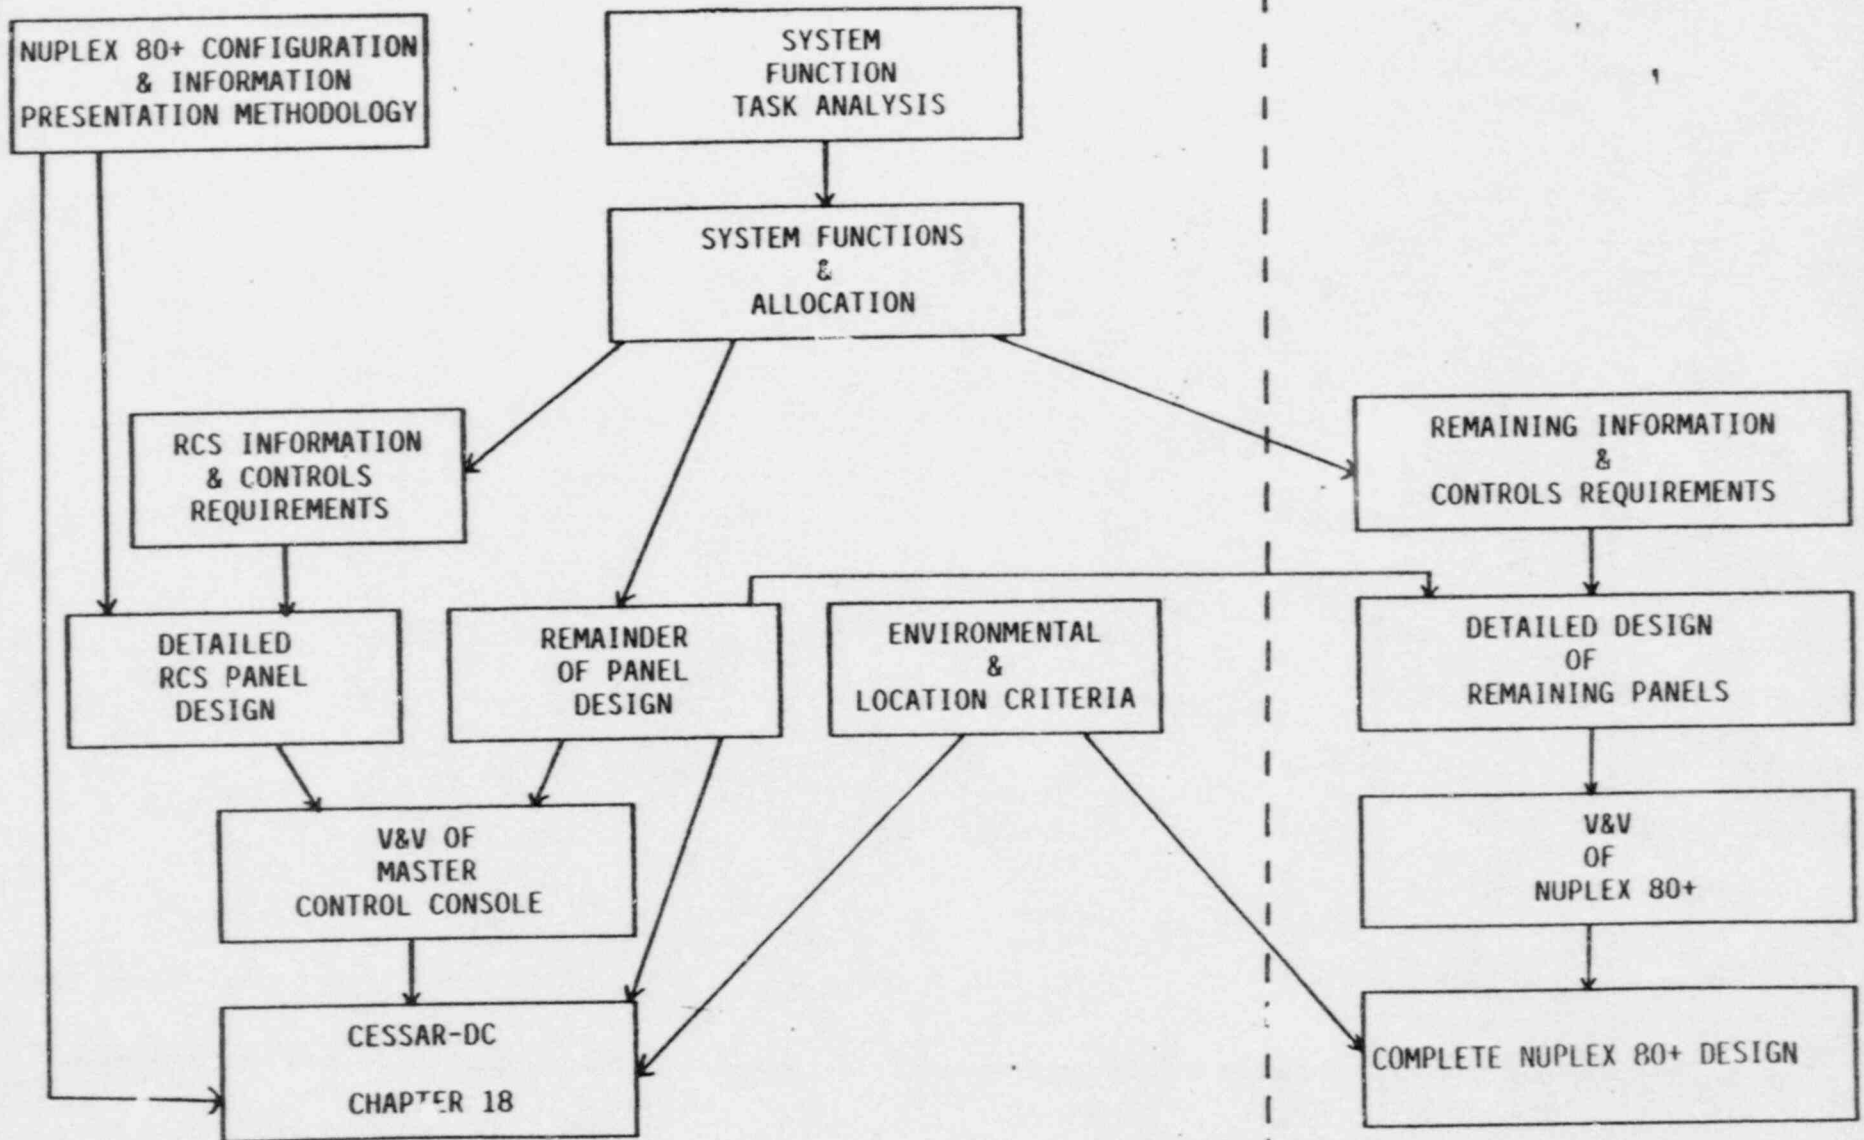 NUPLEX 80+ CONFIGURATION
& INFORMATION
PRESENTATION METHODOLOGY
SYSTEM
FUNCTION
TASK ANALYSIS
SYSTEM FUNCTIONS
&
ALLOCATION
RCS INFORMATION
& CONTROLS
REQUIREMENTS
REMAINING INFORMATION
&
CONTROLS REQUIREMENTS
DETAILED
RCS PANEL
DESIGN
REMAINDER
OF PANEL
DESIGN
ENVIRONMENTAL
&
LOCATION CRITERIA
DETAILED DESIGN
OF
REMAINING PANELS
V&V OF
MASTER
CONTROL CONSOLE
V&V
OF
NUPLEX 80+
CESSAR-DC
CHAPTER 18
COMPLETE NUPLEX 80+ DESIGN